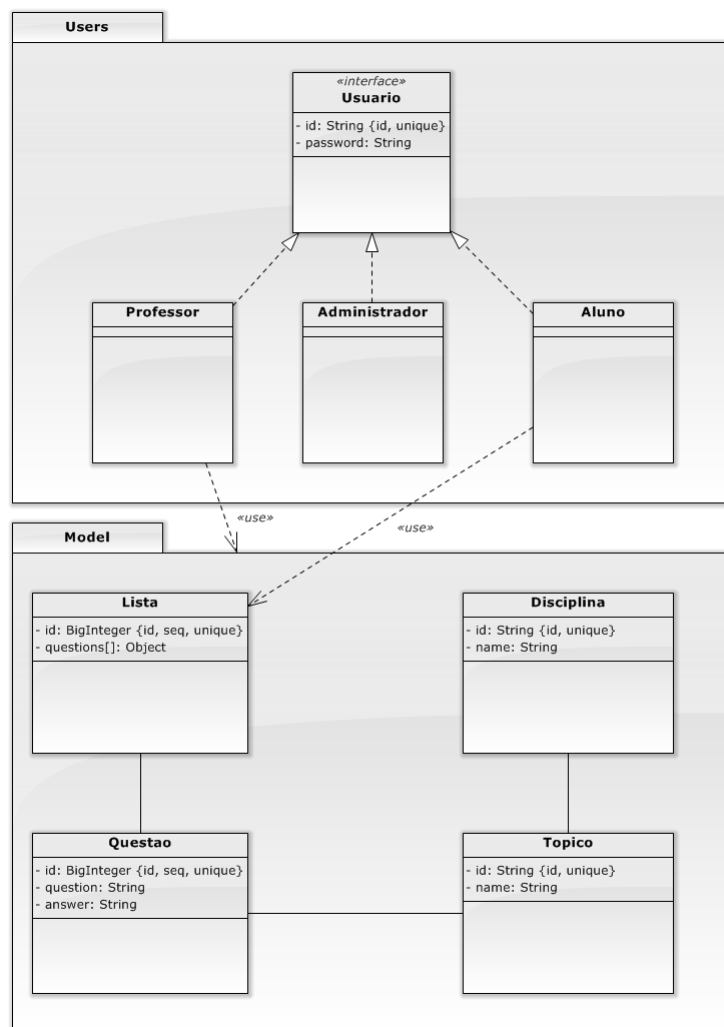 Users
«interface»
Usuario
- id: String {id, unique}
- password: String
Professor
Administrador
Aluno
«use»
«use»
Model
Lista
- id: BigInteger {id, seq, unique}
- questions[]: Object
Disciplina
- id: String {id, unique}
- name: String
Questao
- id: BigInteger {id, seq, unique}
- question: String
- answer: String
Topico
- id: String {id, unique}
- name: String